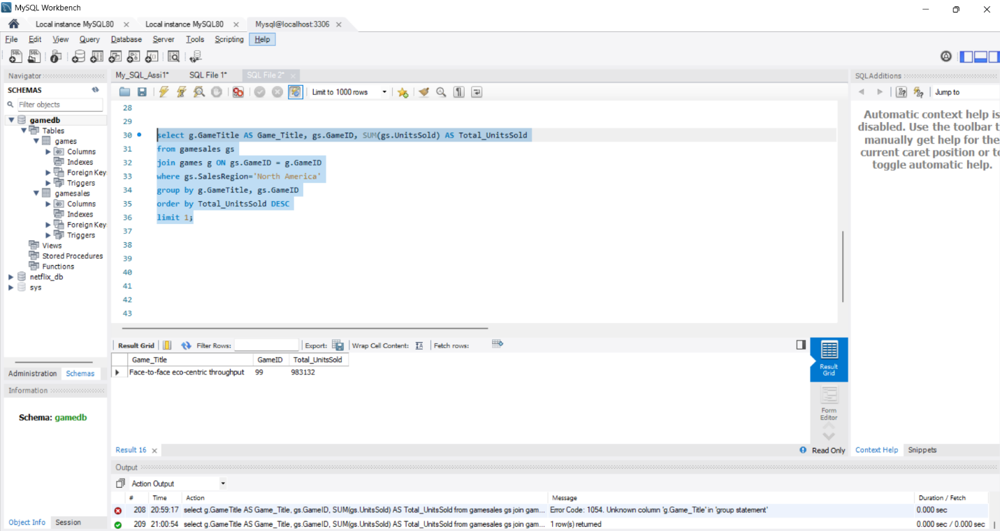 MySQL Workbench
Local instance MySQL80
Local instance MySQL80
Mysql@localhost:3306
File Edit View Query Database Server Tools Scripting Help
Navigator
My_SQL_Assi1*
SQL File 1*
SQL File 2*
SQLAdditions
SCHEMAS
Limit to 1000 rows
Jump to
Filter objects
gamedb
Tables
games
Columns
Indexes
Foreign Key
Triggers
gamesales
Columns
Indexes
Foreign Key
Triggers
Views
Stored Procedures
Functions
netflix_db
sys
28
29
30 select g.GameTitle AS Game_Title, gs.GameID, SUM(gs.UnitsSold) AS Total_UnitsSold
31 from gamesales gs
32 join games g ON gs.GameID = g.GameID
33 where gs.SalesRegion='North America'
34 group by g.GameTitle, gs.GameID
35 order by Total_UnitsSold DESC
36 limit 1;
37
38
39
40
41
42
43
Automatic context help is
disabled. Use the toolbar t
manually get help for the
current caret position or to
toggle automatic help.
Result Grid Filter Rows: Export: Wrap Cell Content: Fetch rows:
Game_Title GameID Total_UnitsSold
Face-to-face eco-centric throughput 99 983132
Result
Grid
Form
Editor
Administration Schemas
Information
Schema: gamedb
Result 16
Read Only
Context Help Snippets
Output
Action Output
# Time Action Message Duration / Fetch
208 20:59:17 select g.GameTitle AS Game_Title, gs.GameID, SUM(gs.UnitsSold) AS Total_UnitsSold from gamesales gs join gam... Error Code: 1054. Unknown column 'g.Game_Title' in 'group statement' 0.000 sec
209 21:00:54 select g.GameTitle AS Game_Title, gs.GameID, SUM(gs.UnitsSold) AS Total_UnitsSold from gamesales gs join gam... 1 row(s) returned 0.000 sec / 0.000 sec
Object Info Session